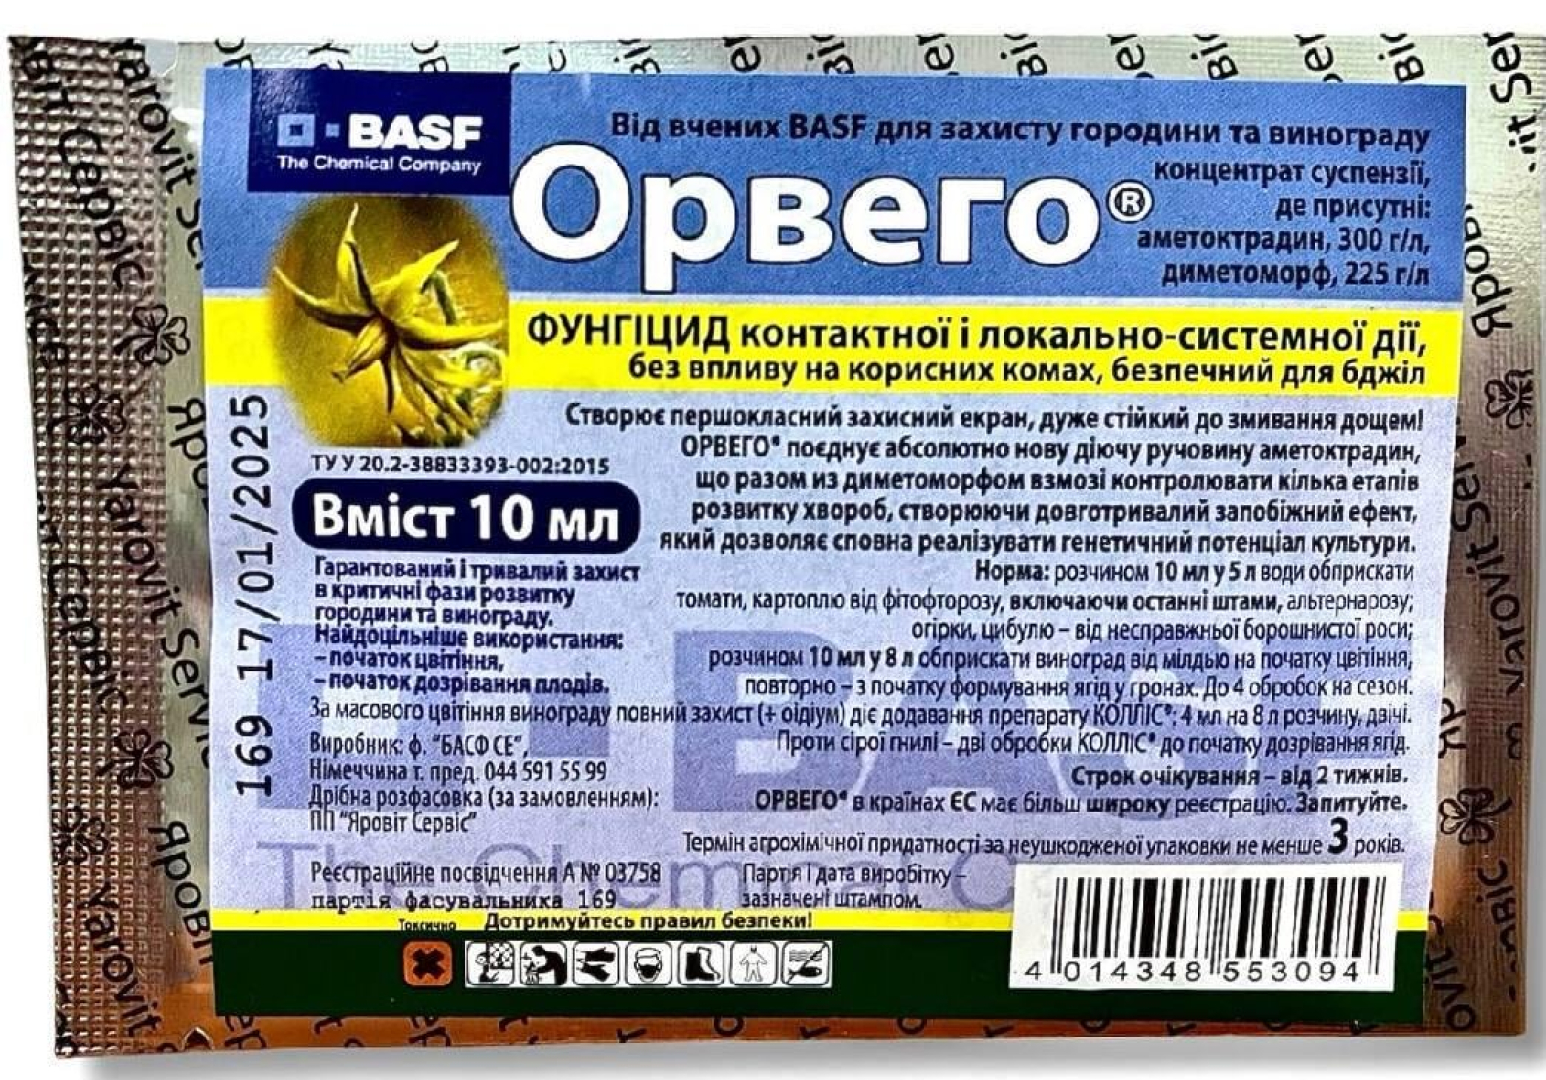 BASF
The Chemical Company
Від вчених BASF для захисту городини та винограду
Орвего®
концентрат суспензії,
де присутні:
аметоктрадин, 300 г/л,
диметоморф, 225 г/л
ФУНГІЦИД контактної і локально-системної дії,
без впливу на корисних комах, безпечний для бджіл
Створює першокласний захисний екран, дуже стійкий до змивання дощем!
ОРВЕГО® поєднує абсолютно нову діючу ручовину аметоктрадин,
що разом из диметоморфом взмозі контролювати кілька етапів
розвитку хвороб, створюючи довготривалий запобіжний ефект,
який дозволяє сповна реалізувати генетичний потенціал культури.
Норма: розчином 10 мл у 5 л води обприскати
томати, картоплю від фітофторозу, включаючи останні штами, альтернарозу;
огірки, цибулю – від несправжньої борошнистої роси;
розчином 10 мл у 8 л обприскати виноград від мілдью на початку цвітіння,
повторно – з початку формування ягід у гронах. До 4 обробок на сезон.
За масового цвітіння винограду повний захист (+ оідіум) діє додавання препарату КОЛЛІС®: 4 мл на 8 л розчину, двічі.
Проти сірої гнилі – дві обробки КОЛЛІС® до початку дозрівання ягід.
Строк очікування – від 2 тижнів.
ОРВЕГО® в країнах ЄС має більш широку реєстрацію. Запитуйте.
Термін агрохімічної придатності за неушкодженої упаковки не менше 3 років.
ТУ У 20.2-38833393-002:2015
Вміст 10 мл
Гарантований і тривалий захист
в критичні фази розвитку
городини та винограду.
Найдоцільніше використання:
– початок цвітіння,
– початок дозрівання плодів.
Виробник: ф. "БАСФ СЕ",
Німеччина т. пред. 044 591 55 99
Дрібна розфасовка (за замовленням):
ПП "Яровіт Сервіс"
Реєстраційне посвідчення А № 03758
партія фасувальника 169
Партія і дата виробітку –
зазначені штампом.
169 17/01/2025
Токсично
Дотримуйтесь правил безпеки!
4 014348 553094